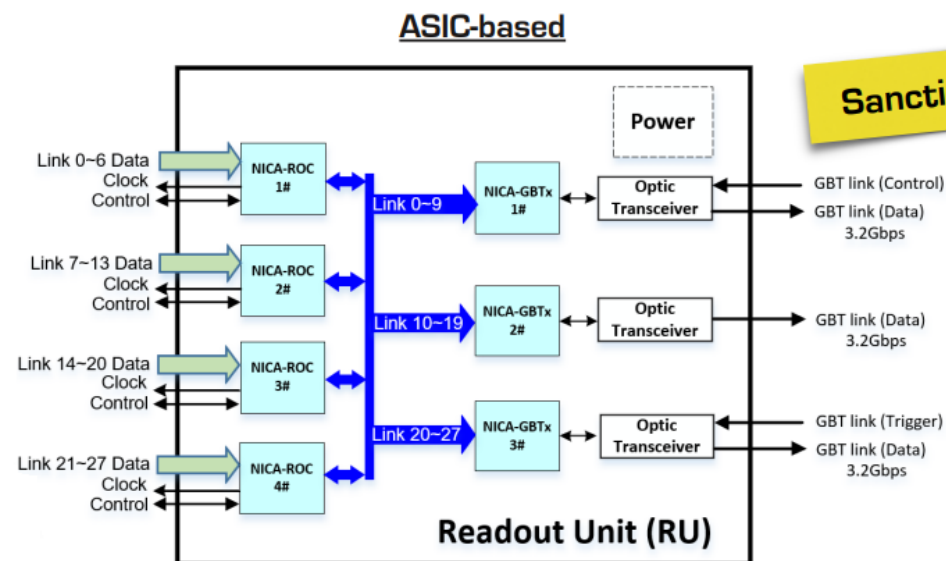 ASIC-based
Power
Link 0~6 Data
Clock
Control
NICA-ROC
1#
Link 0~9
NICA-GBTx
1#
Optic
Transceiver
GBT link (Control)
GBT link (Data)
3.2Gbps
Link 7~13 Data
Clock
Control
NICA-ROC
2#
Link 10~19
NICA-GBTx
2#
Optic
Transceiver
GBT link (Data)
3.2Gbps
Link 14~20 Data
Clock
Control
NICA-ROC
3#
Link 20~27
NICA-GBTx
3#
Optic
Transceiver
GBT link (Trigger)
GBT link (Data)
3.2Gbps
Link 21~27 Data
Clock
Control
NICA-ROC
4#
Readout Unit (RU)